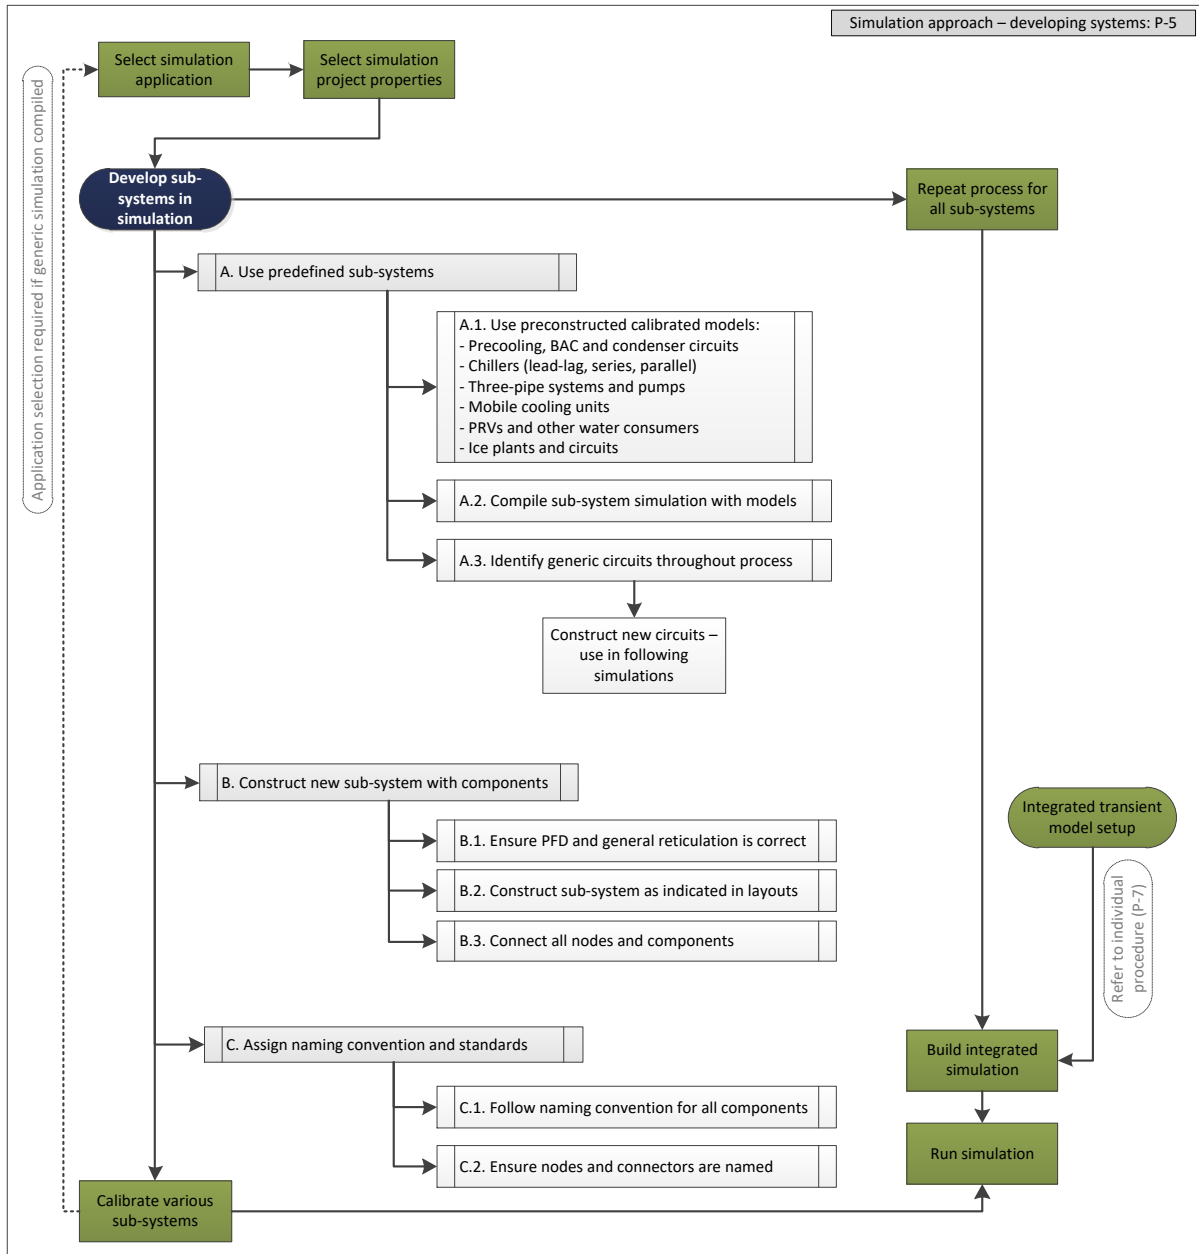 Simulation approach – developing systems: P-5
Select simulation
application
Select simulation
project properties
Application selection required if generic simulation compiled
Develop sub-
systems in
simulation
Repeat process for
all sub-systems
A. Use predefined sub-systems
A.1. Use preconstructed calibrated models:
- Precooling, BAC and condenser circuits
- Chillers (lead-lag, series, parallel)
- Three-pipe systems and pumps
- Mobile cooling units
- PRVs and other water consumers
- Ice plants and circuits
A.2. Compile sub-system simulation with models
A.3. Identify generic circuits throughout process
Construct new circuits –
use in following
simulations
B. Construct new sub-system with components
B.1. Ensure PFD and general reticulation is correct
B.2. Construct sub-system as indicated in layouts
B.3. Connect all nodes and components
Integrated transient
model setup
Refer to individual
procedure (P-7)
C. Assign naming convention and standards
C.1. Follow naming convention for all components
C.2. Ensure nodes and connectors are named
Build integrated
simulation
Run simulation
Calibrate various
sub-systems